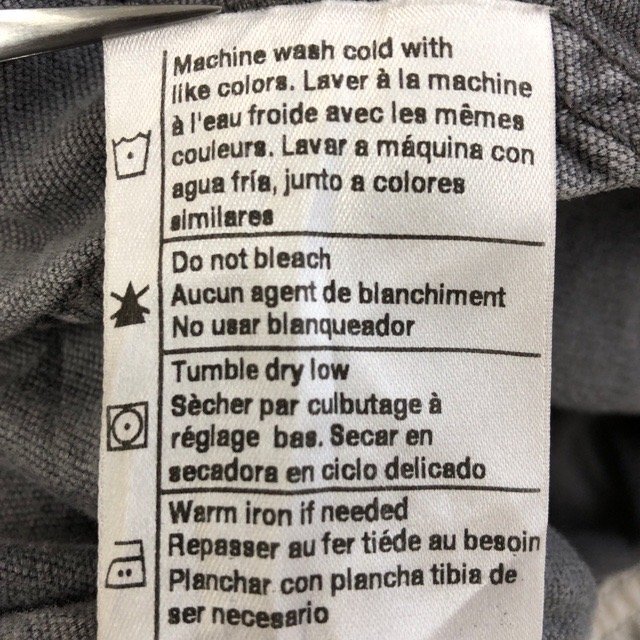 Machine wash cold with
like colors. Laver à la machine
à l'eau froide avec les mêmes
couleurs. Lavar a máquina con
agua fría, junto a colores
similares
Do not bleach
Aucun agent de blanchiment
No usar blanqueador
Tumble dry low
Sècher par culbutage à
réglage bas. Secar en
secadora en ciclo delicado
Warm iron if needed
Repasser au fer tiéde au besoin
Planchar con plancha tibia de
ser necesario